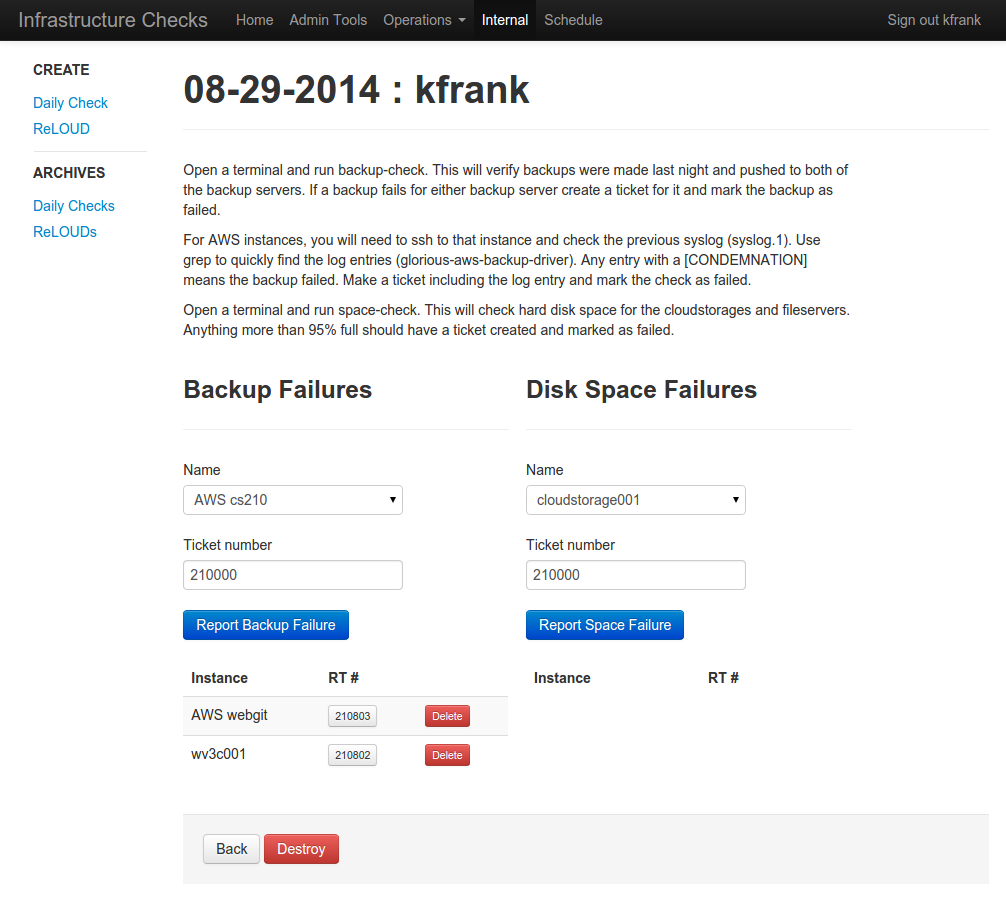 Infrastructure Checks Home Admin Tools Operations Internal Schedule Sign out kfrank
CREATE
Daily Check
ReLOUD
ARCHIVES
Daily Checks
ReLOUDs
08-29-2014 : kfrank
Open a terminal and run backup-check. This will verify backups were made last night and pushed to both of
the backup servers. If a backup fails for either backup server create a ticket for it and mark the backup as
failed.
For AWS instances, you will need to ssh to that instance and check the previous syslog (syslog.1). Use
grep to quickly find the log entries (glorious-aws-backup-driver). Any entry with a [CONDEMNATION]
means the backup failed. Make a ticket including the log entry and mark the check as failed.
Open a terminal and run space-check. This will check hard disk space for the cloudstorages and fileservers.
Anything more than 95% full should have a ticket created and marked as failed.
Backup Failures
Name
AWS cs210
Ticket number
210000
Report Backup Failure
Instance RT #
AWS webgit 210803 Delete
wv3c001 210802 Delete
Disk Space Failures
Name
cloudstorage001
Ticket number
210000
Report Space Failure
Instance RT #
Back Destroy